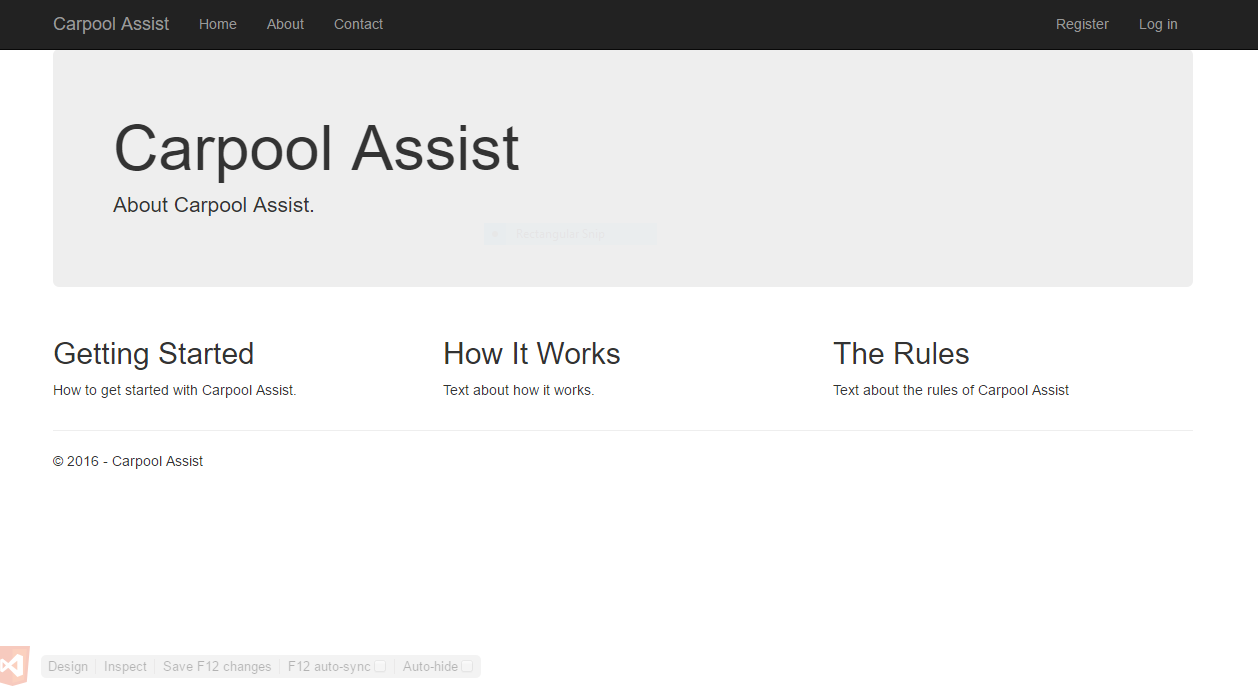 Carpool Assist Home About Contact Register Log in
Carpool Assist
About Carpool Assist.
Rectangular Snip
Getting Started How It Works The Rules
How to get started with Carpool Assist. Text about how it works. Text about the rules of Carpool Assist
© 2016 - Carpool Assist
Design Inspect Save F12 changes F12 auto-sync Auto-hide